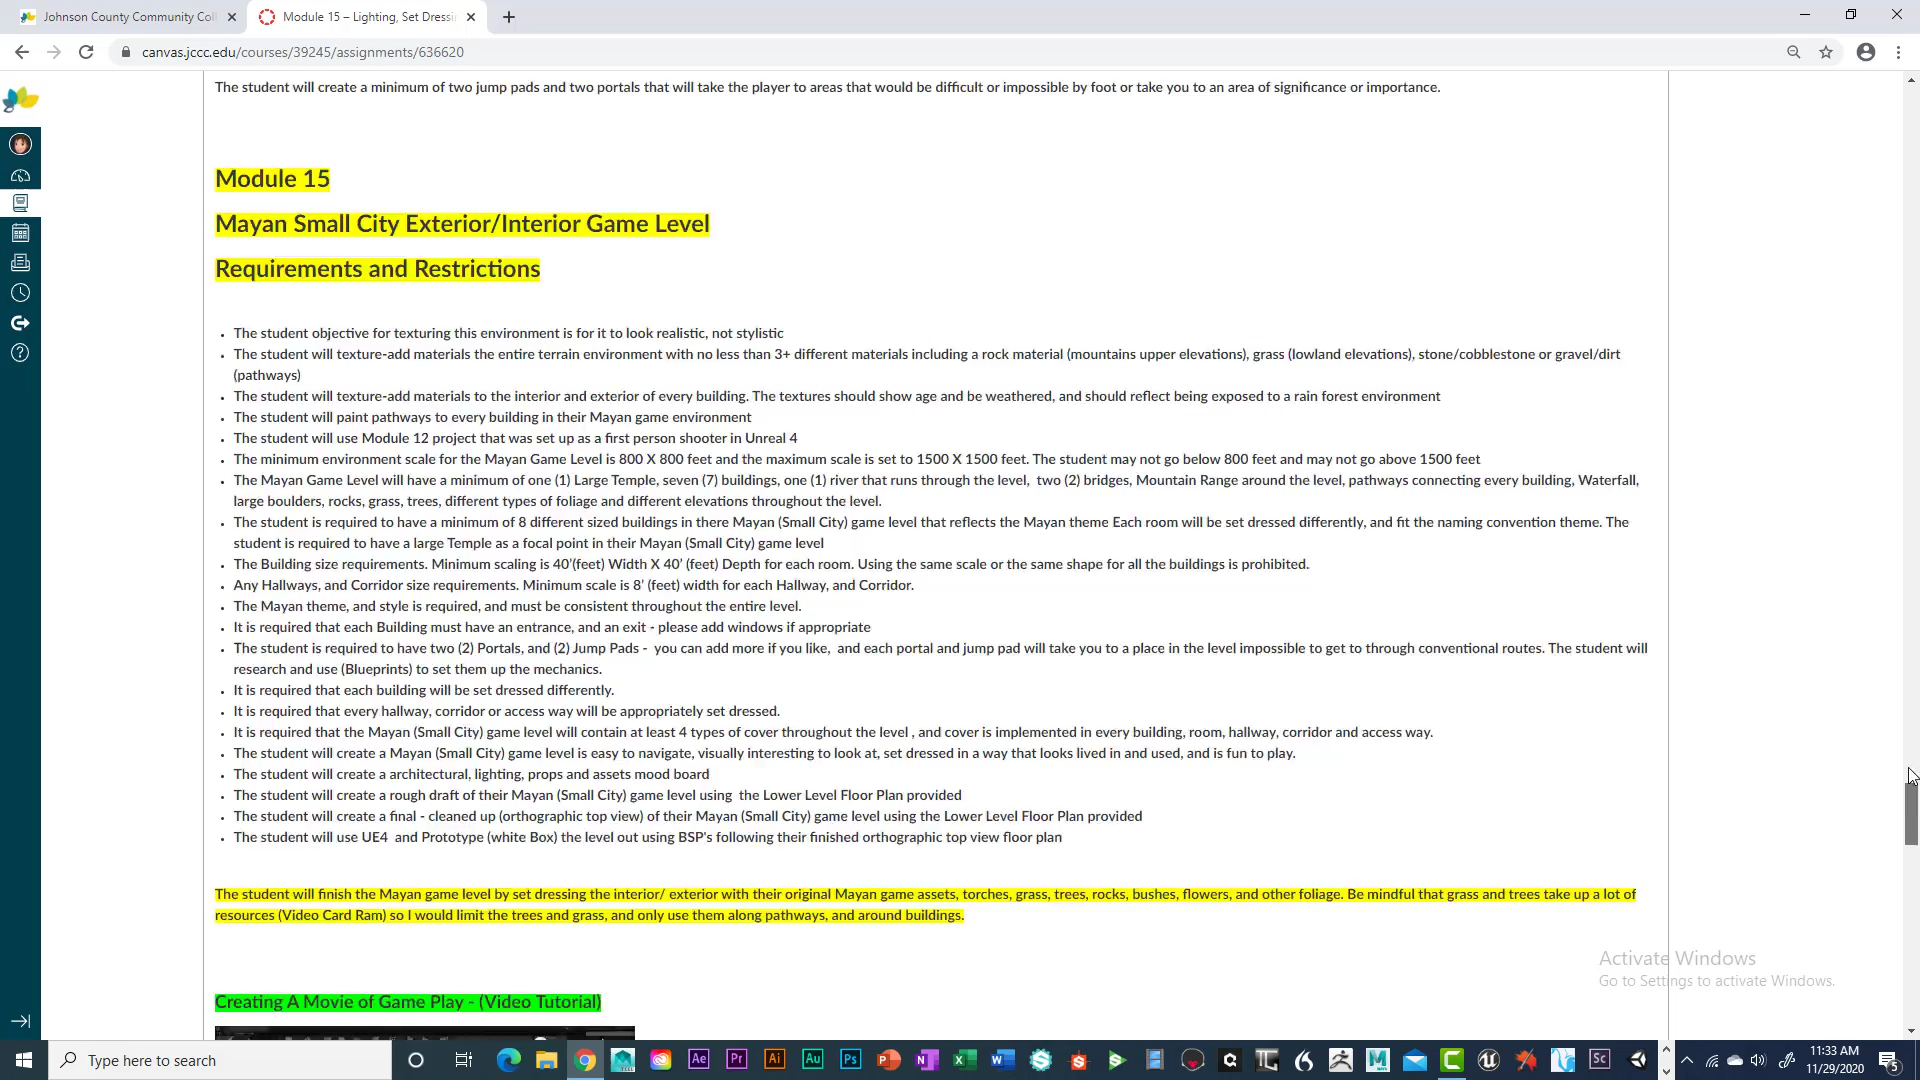 Johnson County Community Coll
Module 15 – Lighting, Set Dressi
canvas.jccc.edu/courses/39245/assignments/636620
The student will create a minimum of two jump pads and two portals that will take the player to areas that would be difficult or impossible by foot or take you to an area of significance or importance.
Module 15
Mayan Small City Exterior/Interior Game Level
Requirements and Restrictions
The student objective for texturing this environment is for it to look realistic, not stylistic
The student will texture-add materials the entire terrain environment with no less than 3+ different materials including a rock material (mountains upper elevations), grass (lowland elevations), stone/cobblestone or gravel/dirt
(pathways)
The student will texture-add materials to the interior and exterior of every building. The textures should show age and be weathered, and should reflect being exposed to a rain forest environment
The student will paint pathways to every building in their Mayan game environment
The student will use Module 12 project that was set up as a first person shooter in Unreal 4
The minimum environment scale for the Mayan Game Level is 800 X 800 feet and the maximum scale is set to 1500 X 1500 feet. The student may not go below 800 feet and may not go above 1500 feet
The Mayan Game Level will have a minimum of one (1) Large Temple, seven (7) buildings, one (1) river that runs through the level, two (2) bridges, Mountain Range around the level, pathways connecting every building, Waterfall,
large boulders, rocks, grass, trees, different types of foliage and different elevations throughout the level.
The student is required to have a minimum of 8 different sized buildings in there Mayan (Small City) game level that reflects the Mayan theme Each room will be set dressed differently, and fit the naming convention theme. The
student is required to have a large Temple as a focal point in their Mayan (Small City) game level
The Building size requirements. Minimum scaling is 40'(feet) Width X 40' (feet) Depth for each room. Using the same scale or the same shape for all the buildings is prohibited.
Any Hallways, and Corridor size requirements. Minimum scale is 8' (feet) width for each Hallway, and Corridor.
The Mayan theme, and style is required, and must be consistent throughout the entire level.
It is required that each Building must have an entrance, and an exit - please add windows if appropriate
The student is required to have two (2) Portals, and (2) Jump Pads - you can add more if you like, and each portal and jump pad will take you to a place in the level impossible to get to through conventional routes. The student will
research and use (Blueprints) to set them up the mechanics.
It is required that each building will be set dressed differently.
It is required that every hallway, corridor or access way will be appropriately set dressed.
It is required that the Mayan (Small City) game level will contain at least 4 types of cover throughout the level , and cover is implemented in every building, room, hallway, corridor and access way.
The student will create a Mayan (Small City) game level is easy to navigate, visually interesting to look at, set dressed in a way that looks lived in and used, and is fun to play.
The student will create a architectural, lighting, props and assets mood board
The student will create a rough draft of their Mayan (Small City) game level using the Lower Level Floor Plan provided
The student will create a final - cleaned up (orthographic top view) of their Mayan (Small City) game level using the Lower Level Floor Plan provided
The student will use UE4 and Prototype (white Box) the level out using BSP's following their finished orthographic top view floor plan
The student will finish the Mayan game level by set dressing the interior/ exterior with their original Mayan game assets, torches, grass, trees, rocks, bushes, flowers, and other foliage. Be mindful that grass and trees take up a lot of
resources (Video Card Ram) so I would limit the trees and grass, and only use them along pathways, and around buildings.
Activate Windows
Go to Settings to activate Windows.
Creating A Movie of Game Play - (Video Tutorial)
Type here to search
Ae
Pr
Ai
Au
Ps
Sc
11:33 AM
11/29/2020
5